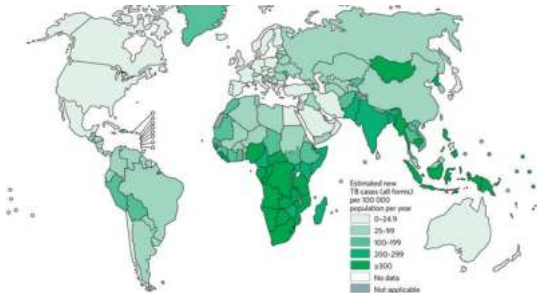 Estimated new
TB cases (all forms)
per 100 000
population per year
0–24.9
25–99
100–199
200–299
≥300
No data
Not applicable